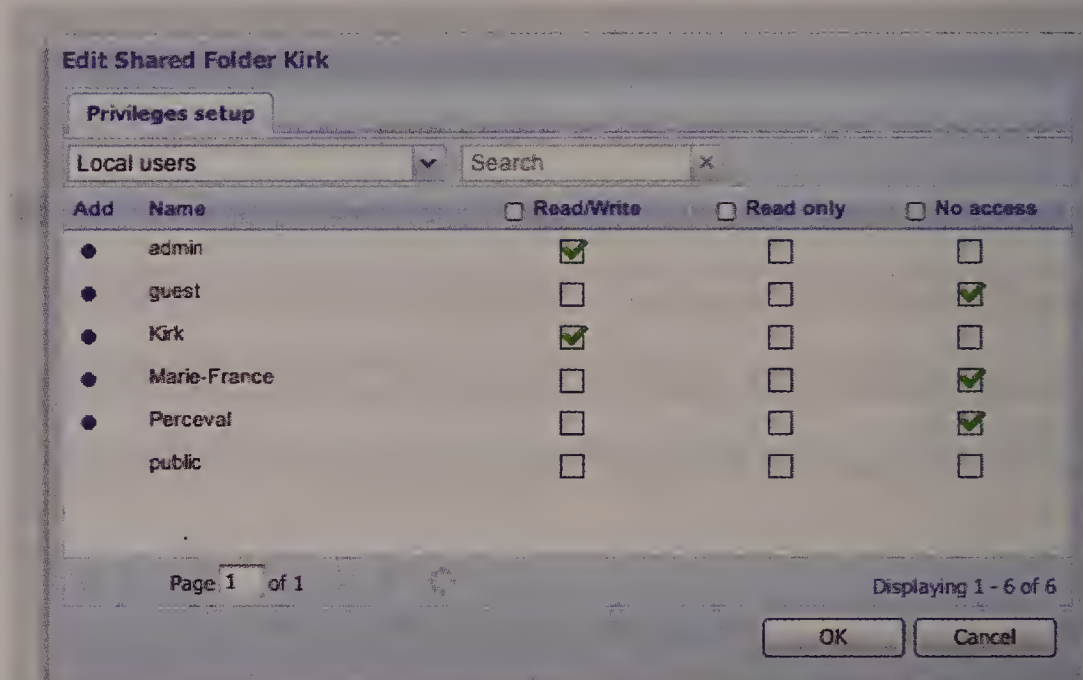 Edit Shared Folder Kirk
Privileges setup
Local users Search
Add Name Read/Write Read only No access
admin
guest
Kirk
Marie-France
Perceval
public
Page 1 of 1 Displaying 1 - 6 of 6
OK Cancel